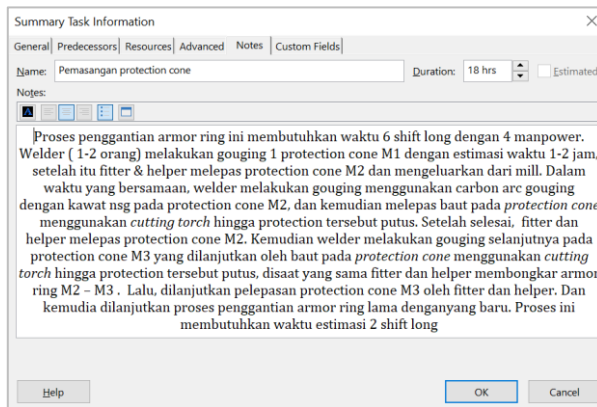 Summary Task Information
General Predecessors Resources Advanced Notes Custom Fields
Name: Pemasangan protection cone Duration: 18 hrs Estimated
Notes:
Proses penggantian armor ring ini membutuhkan waktu 6 shift long dengan 4 manpower.
Welder ( 1-2 orang) melakukan gouging 1 protection cone M1 dengan estimasi waktu 1-2 jam,
setelah itu fitter & helper melepas protection cone M2 dan mengeluarkan dari mill. Dalam
waktu yang bersamaan, welder melakukan gouging menggunakan carbon arc gouging
dengan kawat nsg pada protection cone M2, dan kemudian melepas baut pada protection cone
menggunakan cutting torch hingga protection tersebut putus. Setelah selesai, fitter dan
helper melepas protection cone M2. Kemudian welder melakukan gouging selanjutnya pada
protection cone M3 yang dilanjutkan oleh baut pada protection cone menggunakan cutting
torch hingga protection tersebut putus, disaat yang sama fitter dan helper membongkar armor
ring M2 – M3 . Lalu, dilanjutkan pelepasan protection cone M3 oleh fitter dan helper. Dan
kemudia dilanjutkan proses penggantian armor ring lama denganyang baru. Proses ini
membutuhkan waktu estimasi 2 shift long
Help OK Cancel